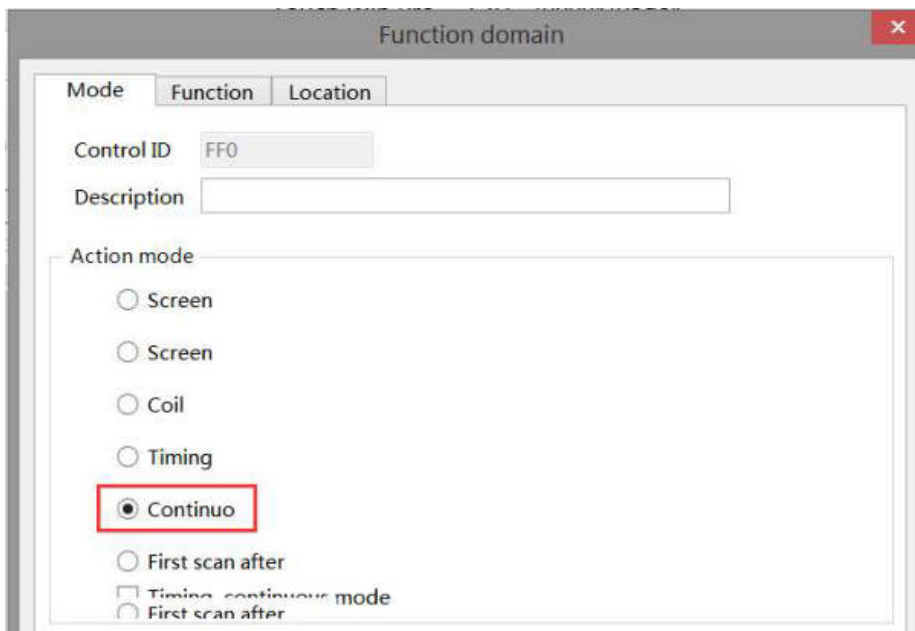 Function domain
Mode Function Location
Control ID FF0
Description
Action mode
Screen
Screen
Coil
Timing
Continuo
First scan after
Timing continuous mode
First scan after